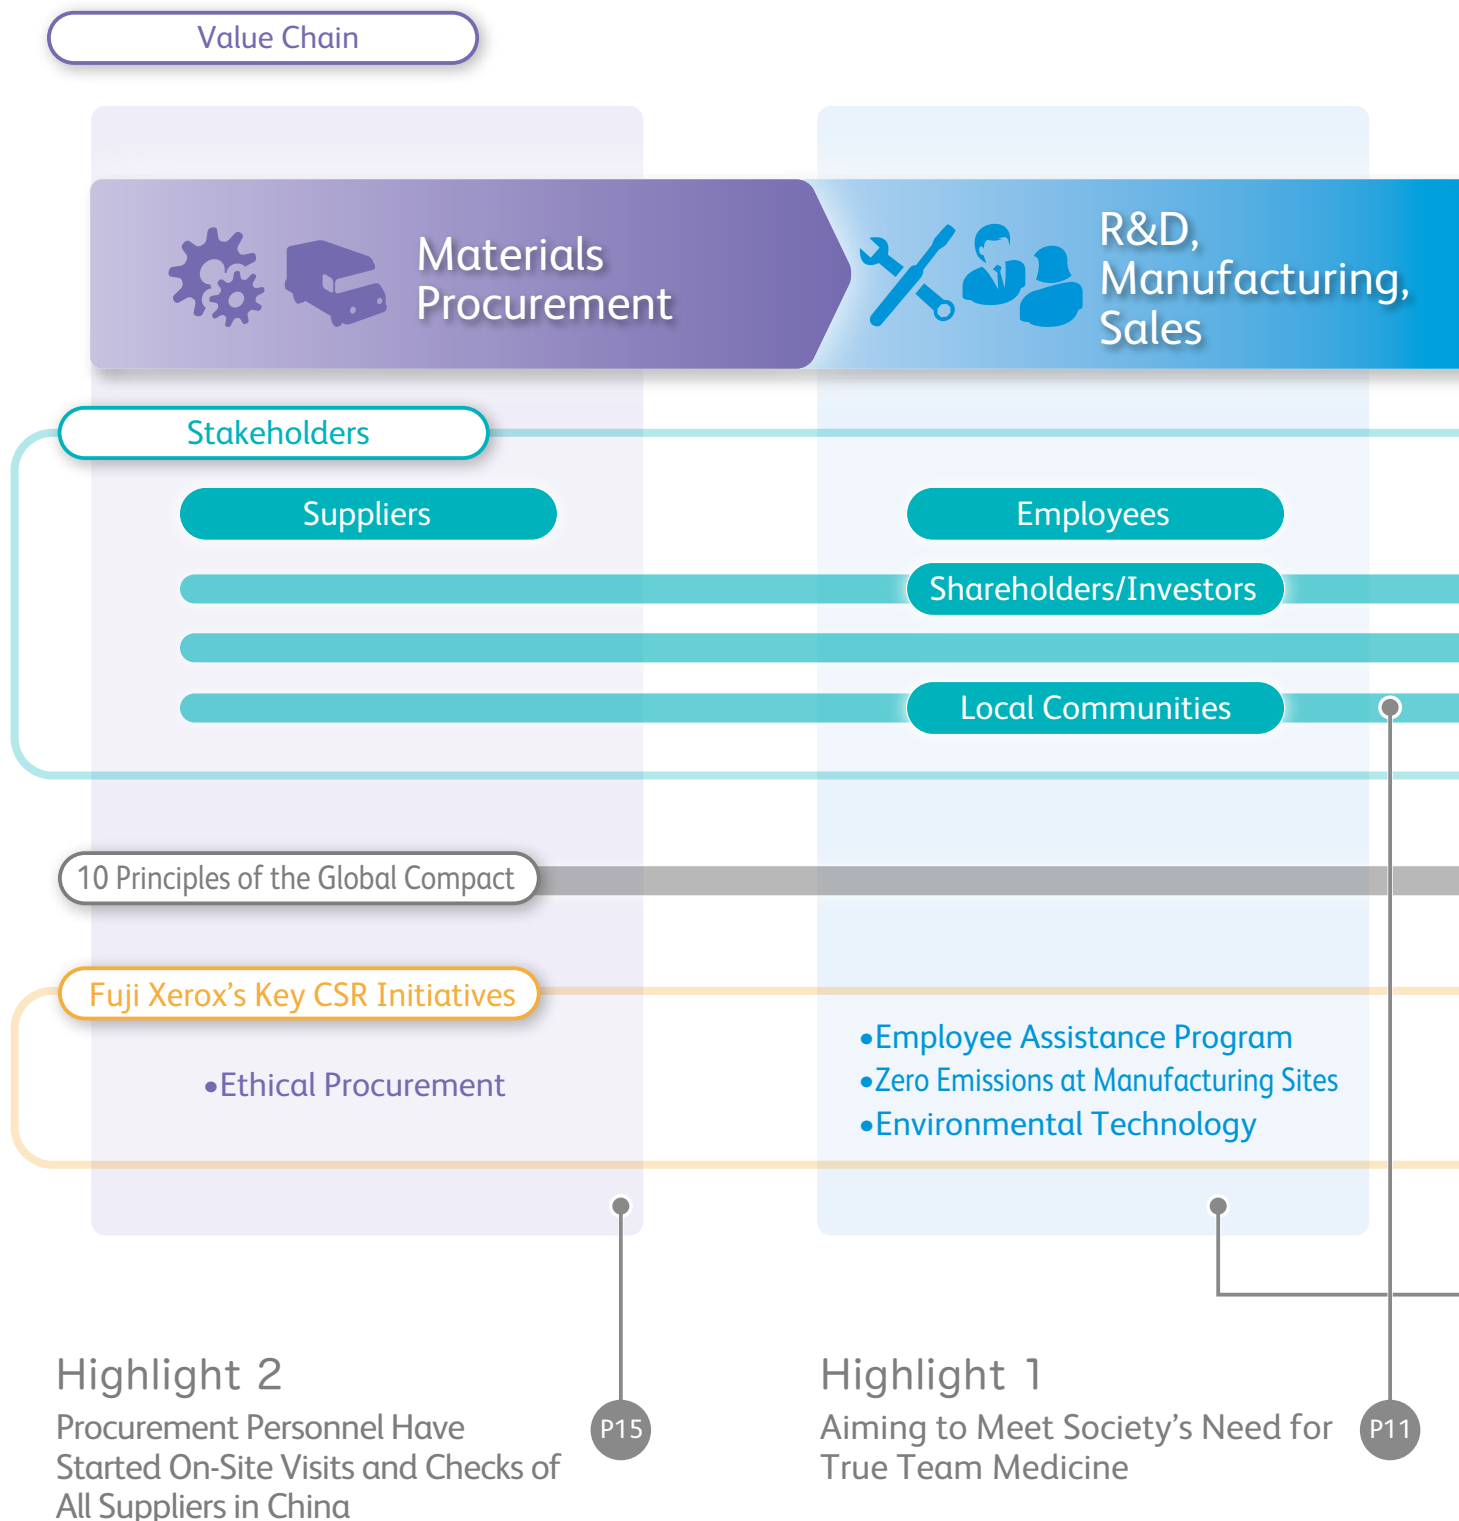 Value Chain
Materials
Procurement
R&D,
Manufacturing,
Sales
Stakeholders
Suppliers
Employees
Shareholders/Investors
Local Communities
10 Principles of the Global Compact
Fuji Xerox’s Key CSR Initiatives
•Ethical Procurement
•Employee Assistance Program
•Zero Emissions at Manufacturing Sites
•Environmental Technology
Highlight 2
Procurement Personnel Have
Started On-Site Visits and Checks of
All Suppliers in China
P15
Highlight 1
Aiming to Meet Society’s Need for
True Team Medicine
P11